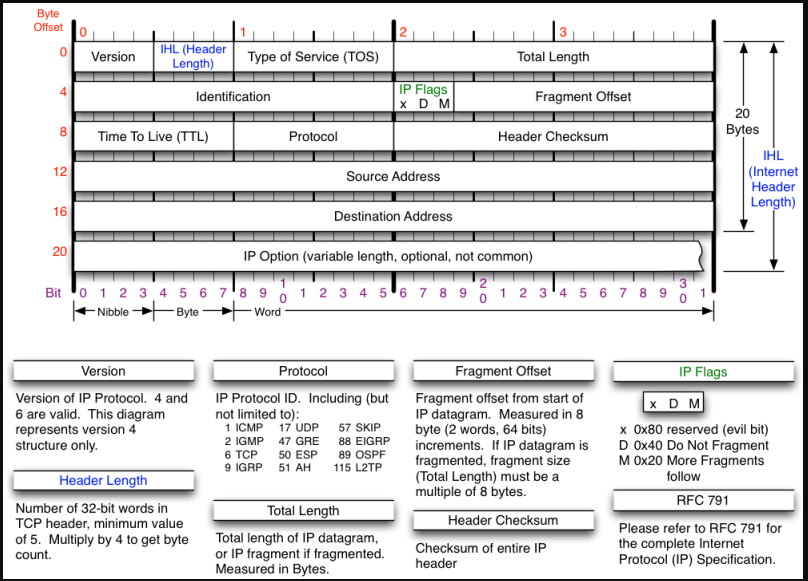 Byte
Offset
0 1 2 3
0 Version IHL (Header
Length) Type of Service (TOS) Total Length
4 Identification IP Flags
x D M Fragment Offset
8 Time To Live (TTL) Protocol Header Checksum
12 Source Address
16 Destination Address
20 IP Option (variable length, optional, not common)
20
Bytes
IHL
(Internet
Header
Length)
Bit 0 1 2 3 4 5 6 7 8 9 10 1 2 3 4 5 6 7 8 9 20 1 2 3 4 5 6 7 8 9 30 1
Nibble Byte Word
Version
Version of IP Protocol. 4 and
6 are valid. This diagram
represents version 4
structure only.
Header Length
Number of 32-bit words in
TCP header, minimum value
of 5. Multiply by 4 to get byte
count.
Protocol
IP Protocol ID. Including (but
not limited to):
1 ICMP 17 UDP 57 SKIP
2 IGMP 47 GRE 88 EIGRP
6 TCP 50 ESP 89 OSPF
9 IGRP 51 AH 115 L2TP
Total Length
Total length of IP datagram,
or IP fragment if fragmented.
Measured in Bytes.
Fragment Offset
Fragment offset from start of
IP datagram. Measured in 8
byte (2 words, 64 bits)
increments. If IP datagram is
fragmented, fragment size
(Total Length) must be a
multiple of 8 bytes.
Header Checksum
Checksum of entire IP
header
IP Flags
x D M
x 0x80 reserved (evil bit)
D 0x40 Do Not Fragment
M 0x20 More Fragments
follow
RFC 791
Please refer to RFC 791 for
the complete Internet
Protocol (IP) Specification.